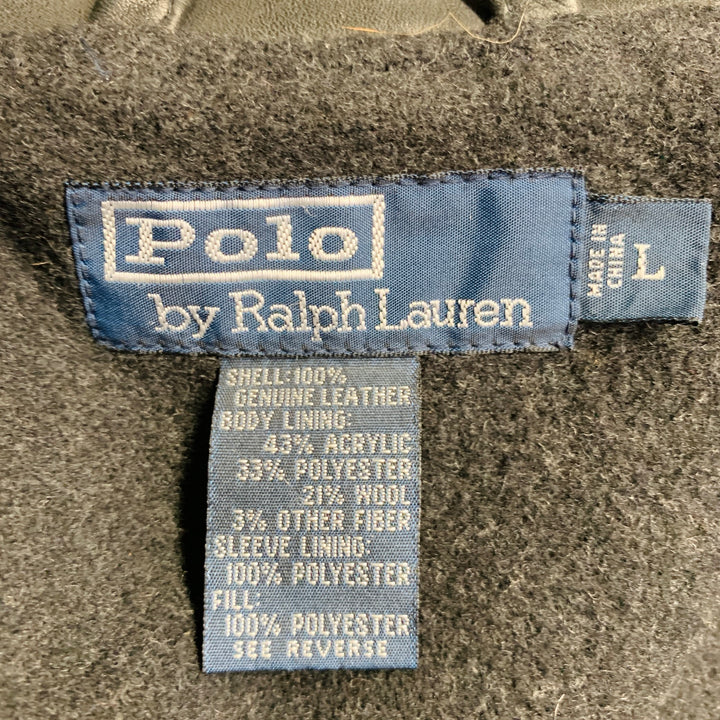 Polo
by Ralph Lauren
MADE IN
CHINA
L
SHELL:100%
GENUINE LEATHER
BODY LINING:
43% ACRYLIC
33% POLYESTER
21% WOOL
3% OTHER FIBER
SLEEVE LINING:
100% POLYESTER
FILL:
100% POLYESTER
SEE REVERSE